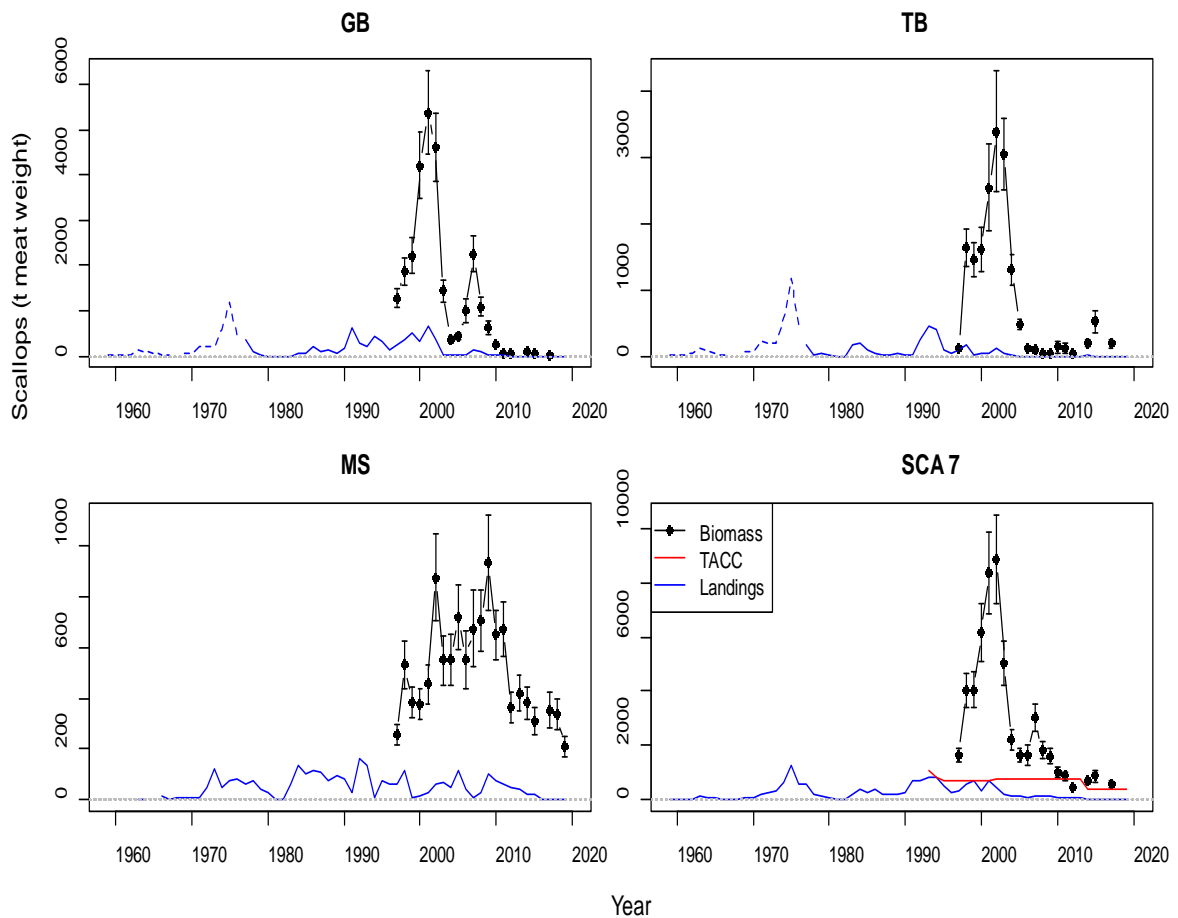 GB
TB
Scallops (t meat weight)
0 2000 4000 6000
1960 1970 1980 1990 2000 2010 2020
0 1000 3000
1960 1970 1980 1990 2000 2010 2020
MS
SCA 7
0 200 600 1000
1960 1970 1980 1990 2000 2010 2020
0 2000 6000 10000
Biomass
TACC
Landings
1960 1970 1980 1990 2000 2010 2020
Year